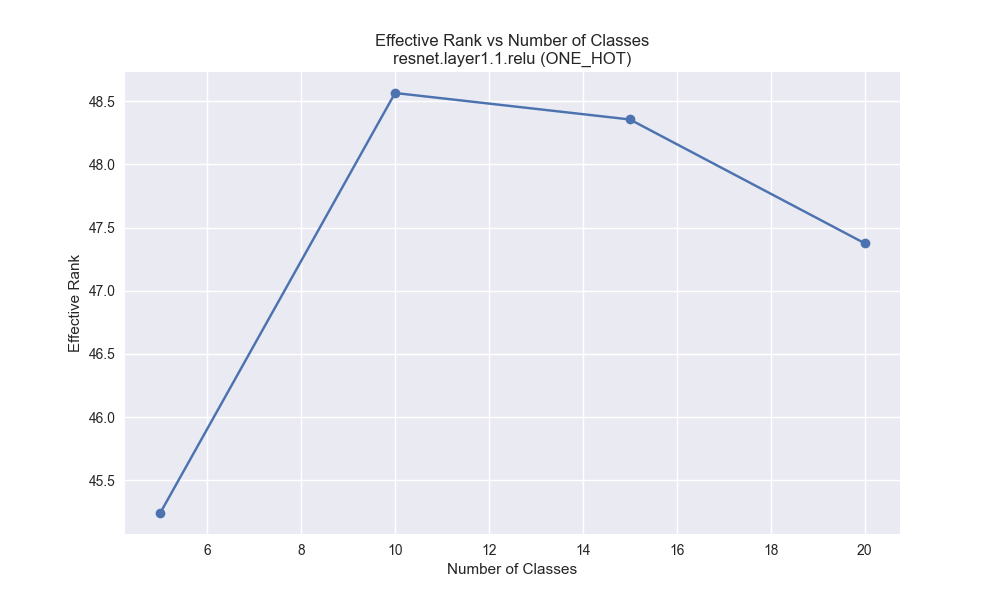 Effective Rank vs Number of Classes
resnet.layer1.1.relu (ONE_HOT)
48.5
48.0
47.5
47.0
46.5
46.0
45.5
Effective Rank
6 8 10 12 14 16 18 20
Number of Classes